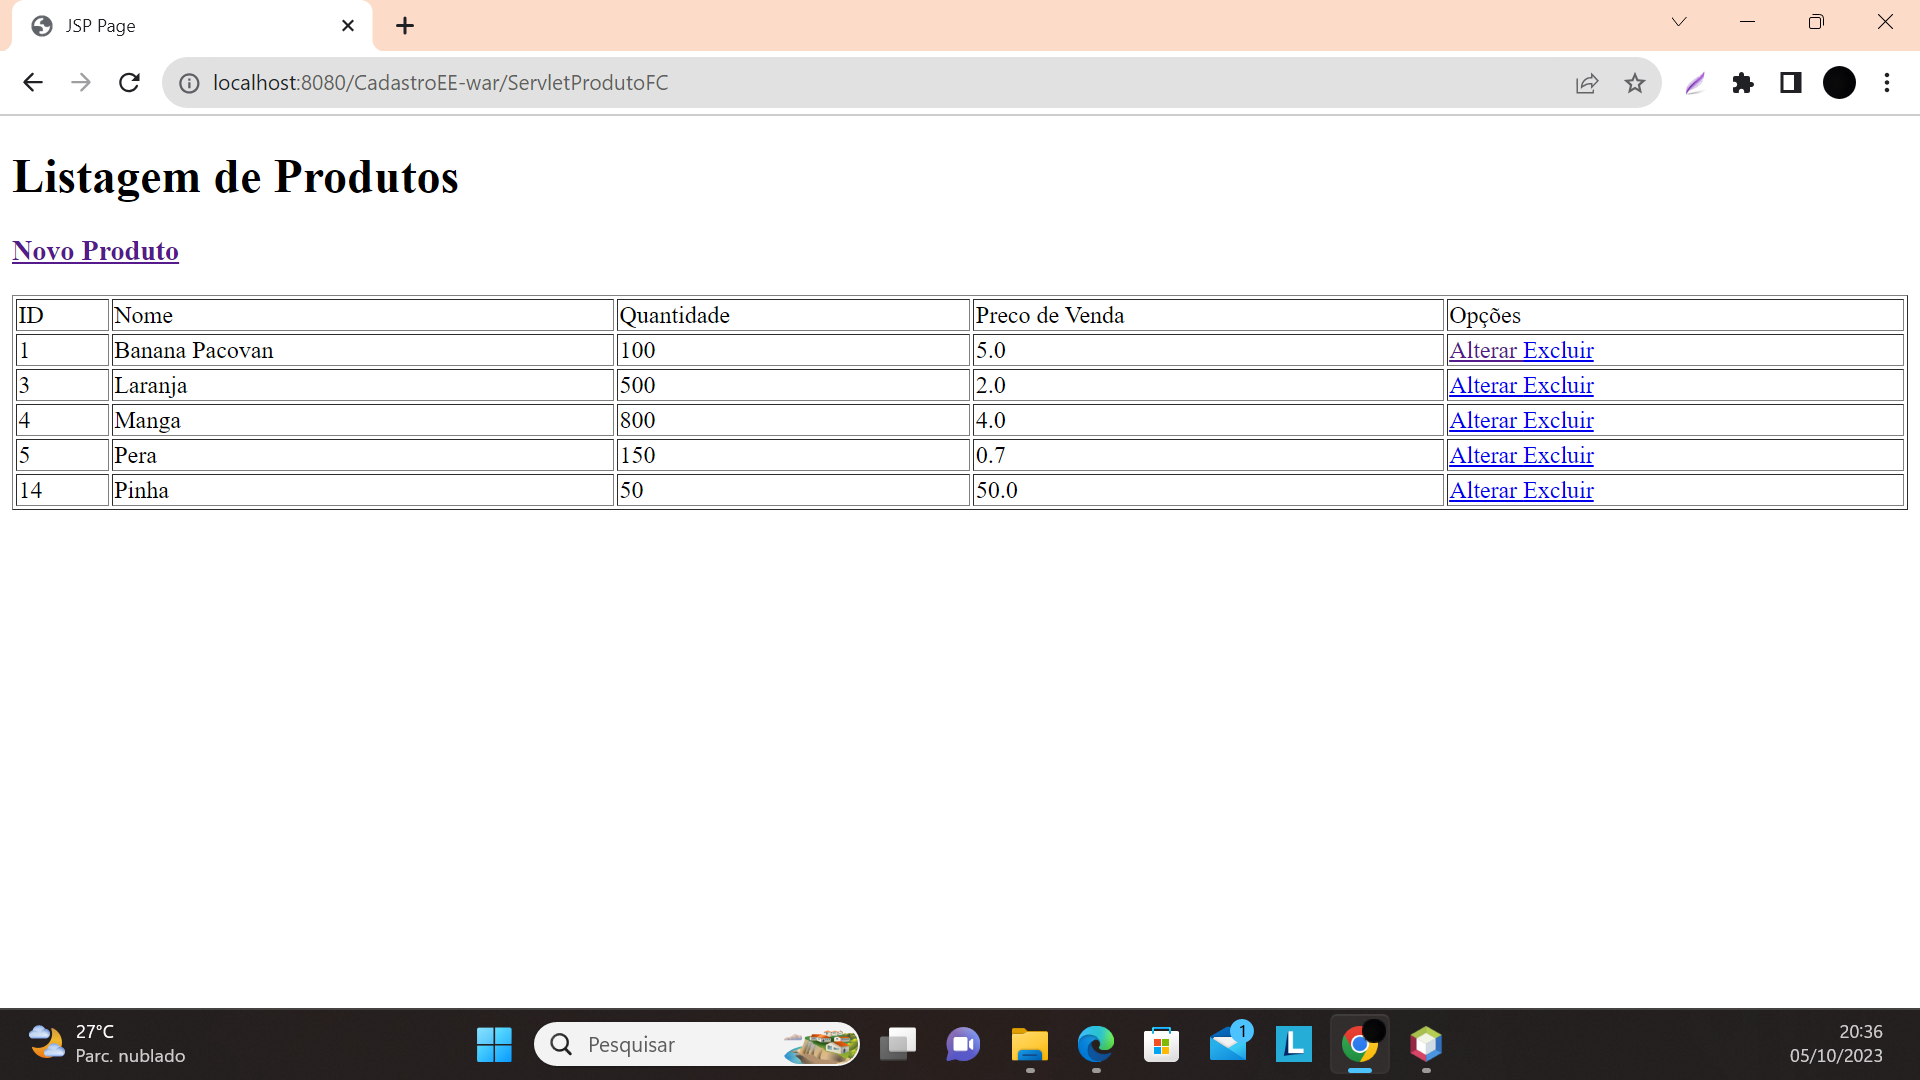 JSP Page
localhost:8080/CadastroEE-war/ServletProdutoFC
Listagem de Produtos
Novo Produto
ID Nome Quantidade Preco de Venda Opções
1 Banana Pacovan 100 5.0 Alterar Excluir
3 Laranja 500 2.0 Alterar Excluir
4 Manga 800 4.0 Alterar Excluir
5 Pera 150 0.7 Alterar Excluir
14 Pinha 50 50.0 Alterar Excluir
27°C
Parc. nublado
Pesquisar
1
L
20:36
05/10/2023